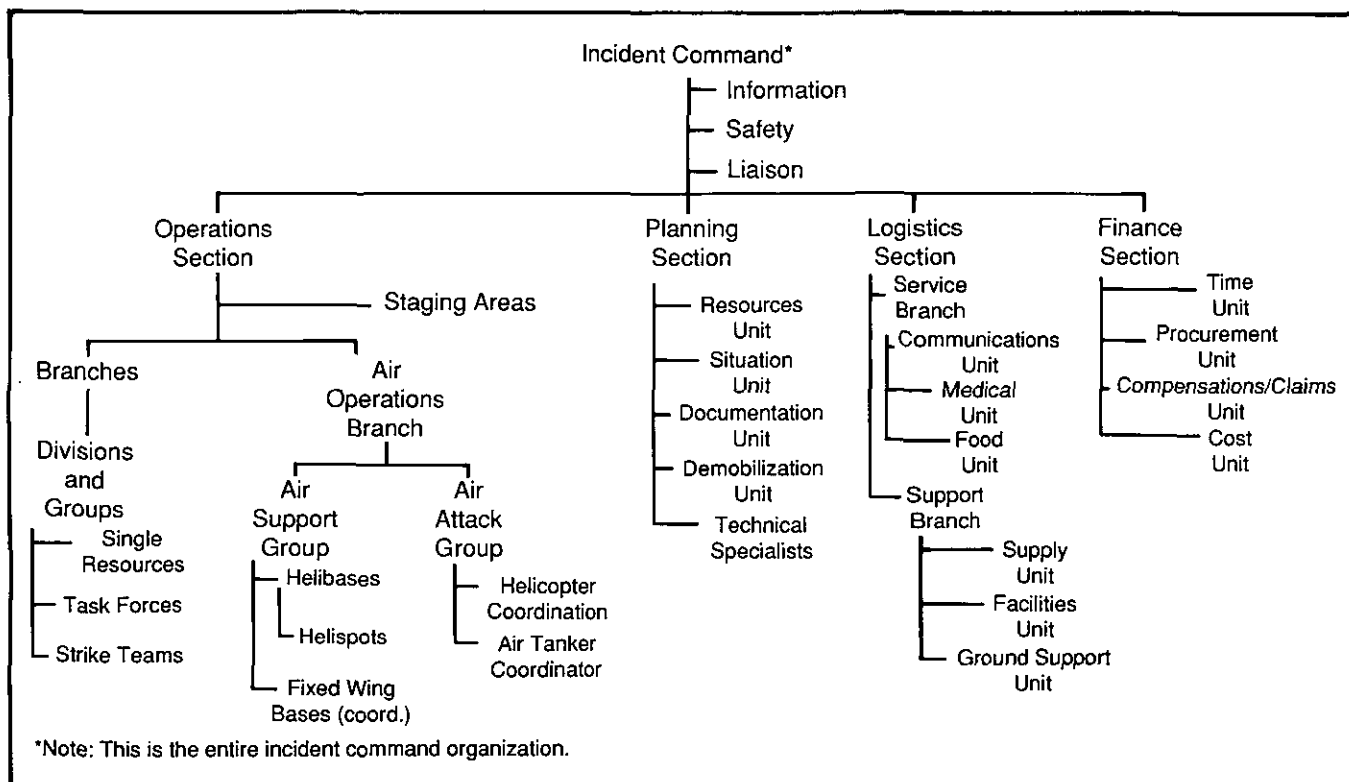 Incident Command*
Information
Safety
Liaison
Operations
Section
Staging Areas
Branches
Divisions
and
Groups
Single
Resources
Task Forces
Strike Teams
Air
Operations
Branch
Air
Support
Group
Helibases
Helispots
Fixed Wing
Bases (coord.)
Air
Attack
Group
Helicopter
Coordination
Air Tanker
Coordinator
Planning
Section
Resources
Unit
Situation
Unit
Documentation
Unit
Demobilization
Unit
Technical
Specialists
Logistics
Section
Service
Branch
Communications
Unit
Medical
Unit
Food
Unit
Support
Branch
Supply
Unit
Facilities
Unit
Ground Support
Unit
Finance
Section
Time
Unit
Procurement
Unit
Compensations/Claims
Unit
Cost
Unit
*Note: This is the entire incident command organization.